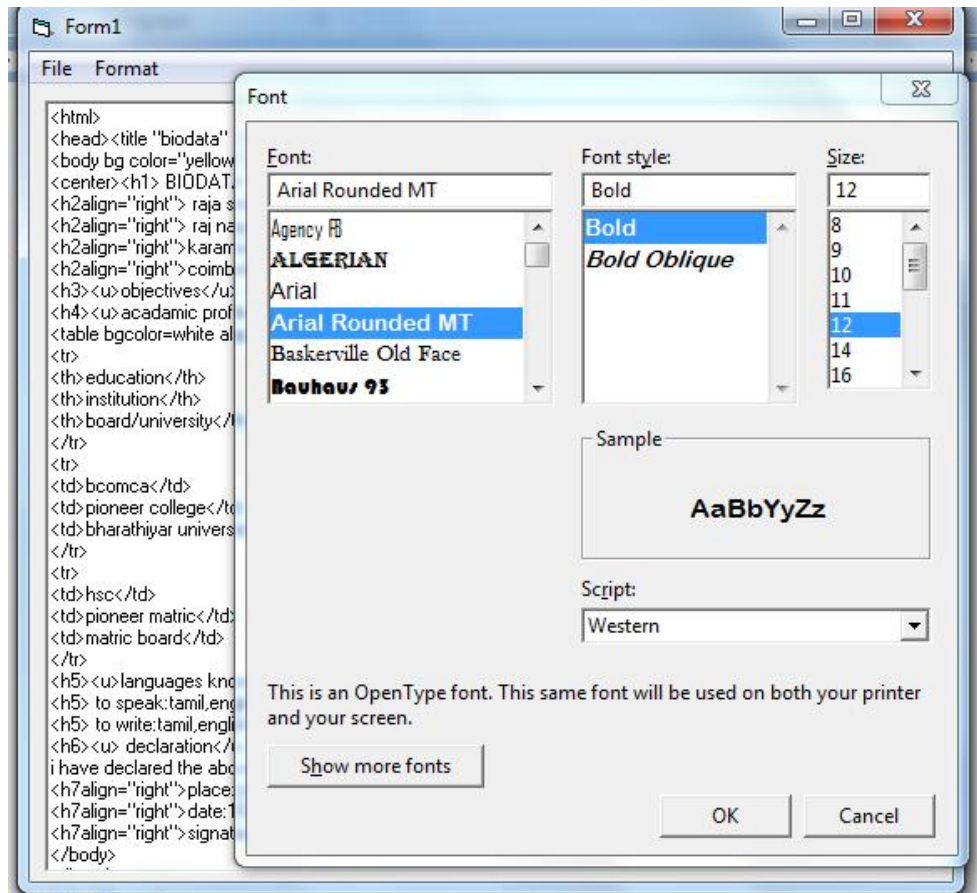 Form1
File Format
<html>
<head><title "biodata"
<body bg color="yellow
<center><h1> BIODAT
<h2align="right"> raja s
<h2align="right"> raj na
<h2align="right">karam
<h2align="right">coimb
<h3><u>objectives</u>
<h4><u>acadamic prof
<table bgcolor=white al
<tr>
<th>education</th>
<th>institution</th>
<th>board/university</
</tr>
<tr>
<td>bcomca</td>
<td>pioneer college</td
<td>bharathiyar univers
</tr>
<tr>
<td>hsc</td>
<td>pioneer matric</td>
<td>matric board</td>
</tr>
<h5><u>languages kno
<h5> to speak:tamil,eng
<h5> to write:tamil,engli
<h6><u> declaration</u
i have declared the abo
<h7align="right">place:
<h7align="right">date:1
<h7align="right">signat
</body>
Font
Font:
Arial Rounded MT
Agency FB
ALGERIAN
Arial
Arial Rounded MT
Baskerville Old Face
Bauhaus 93
Font style:
Bold
Bold
Bold Oblique
Size:
12
8
9
10
11
12
14
16
Sample
AaBbYyZz
Script:
Western
This is an OpenType font. This same font will be used on both your printer
and your screen.
Show more fonts
OK Cancel